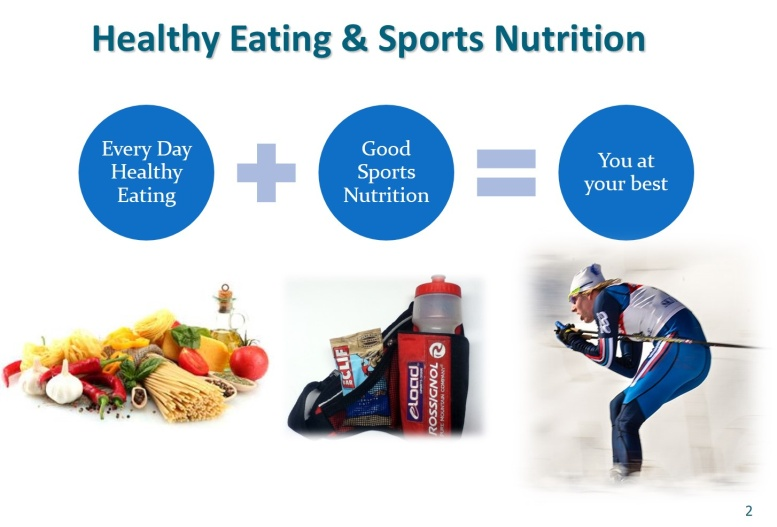 Healthy Eating & Sports Nutrition
Every Day
Healthy
Eating
Good
Sports
Nutrition
You at
your best
CLIF
eLoad
ROSSIGNOL
2